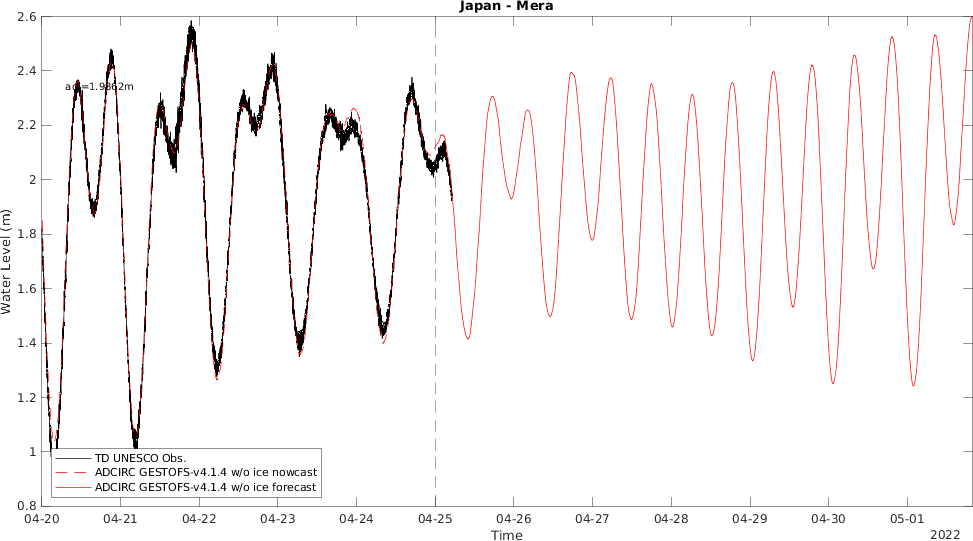 Japan - Mera
2.6
2.4
2.2
2
1.8
1.6
1.4
1.2
1
0.8
Water Level (m)
TD UNESCO Obs.
ADCIRC GESTOFS-v4.1.4 w/o ice nowcast
ADCIRC GESTOFS-v4.1.4 w/o ice forecast
04-20 04-21 04-22 04-23 04-24 04-25 04-26 04-27 04-28 04-29 04-30 05-01
Time
2022